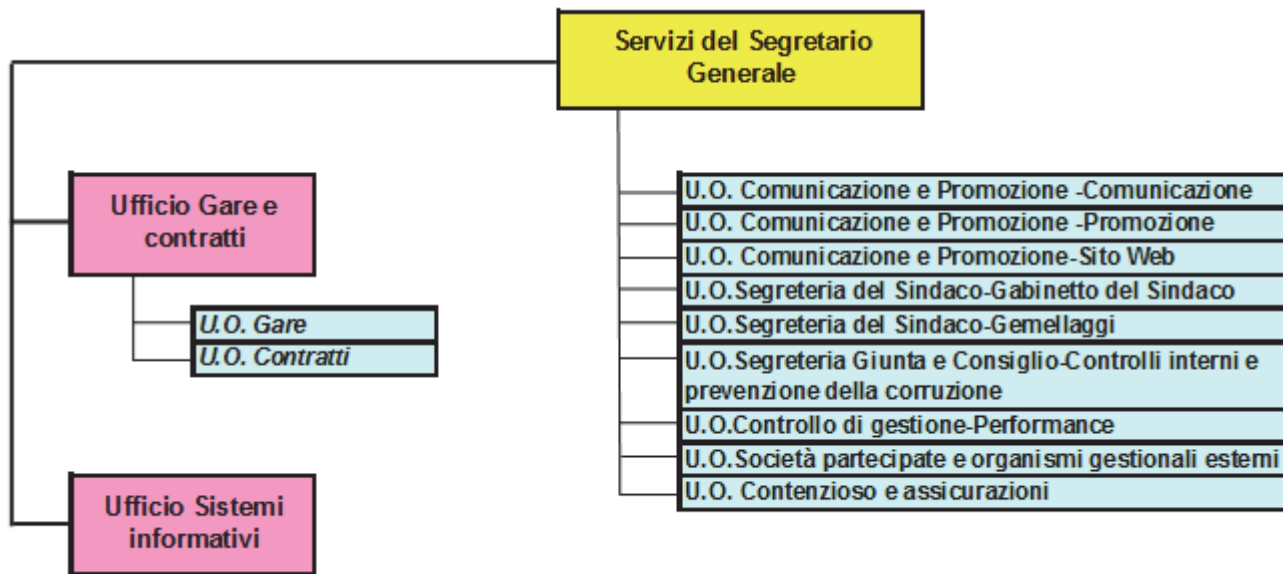 Servizi del Segretario
Generale
Ufficio Gare e
contratti
U.O. Gare
U.O. Contratti
Ufficio Sistemi
informativi
U.O. Comunicazione e Promozione -Comunicazione
U.O. Comunicazione e Promozione -Promozione
U.O. Comunicazione e Promozione-Sito Web
U.O.Segreteria del Sindaco-Gabinetto del Sindaco
U.O.Segreteria del Sindaco-Gemellaggi
U.O.Segreteria Giunta e Consiglio-Controlli interni e
prevenzione della corruzione
U.O.Controllo di gestione-Performance
U.O.Società partecipate e organismi gestionali esterni
U.O. Contenzioso e assicurazioni